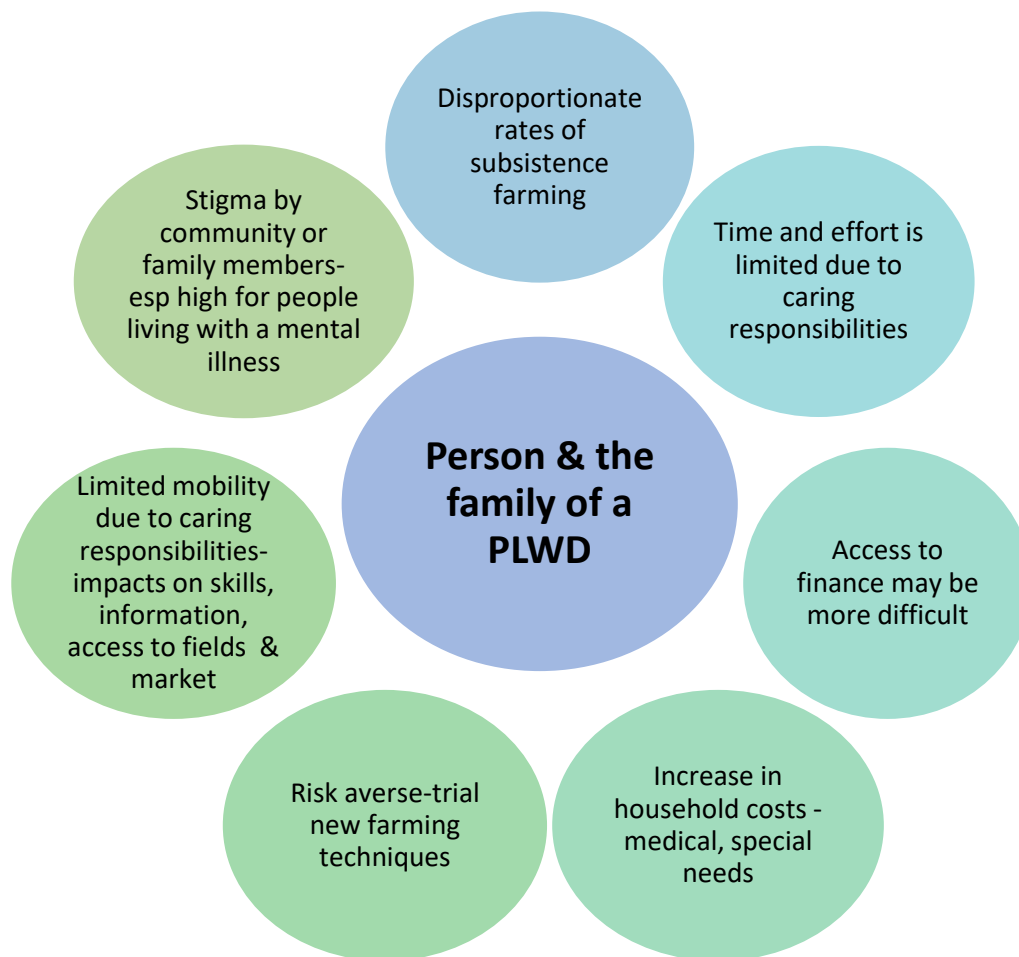 Disproportionate
rates of
subsistence
farming
Time and effort is
limited due to
caring
responsibilities
Access to
finance may be
more difficult
Increase in
household costs -
medical, special
needs
Risk averse-trial
new farming
techniques
Limited mobility
due to caring
responsibilities-
impacts on skills,
information,
access to fields & 
market
Stigma by
community or
family members-
esp high for people
living with a mental
illness
Person & the
family of a
PLWD